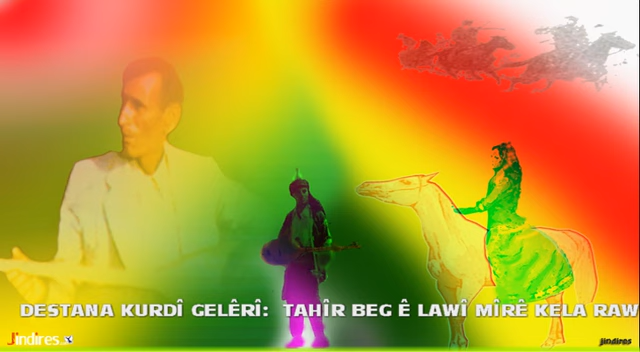 DESTANA KURDÎ GELÊRÎ: TAHÎR BEG Ê LAWÎ MÎRÊ KELA RAW
Jindires
jindires